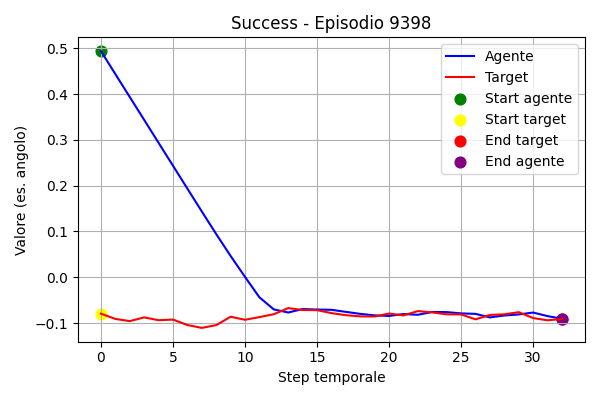 Success - Episodio 9398
Valore (es. angolo)
0.5
0.4
0.3
0.2
0.1
0.0
−0.1
Agente
Target
Start agente
Start target
End target
End agente
0 5 10 15 20 25 30
Step temporale